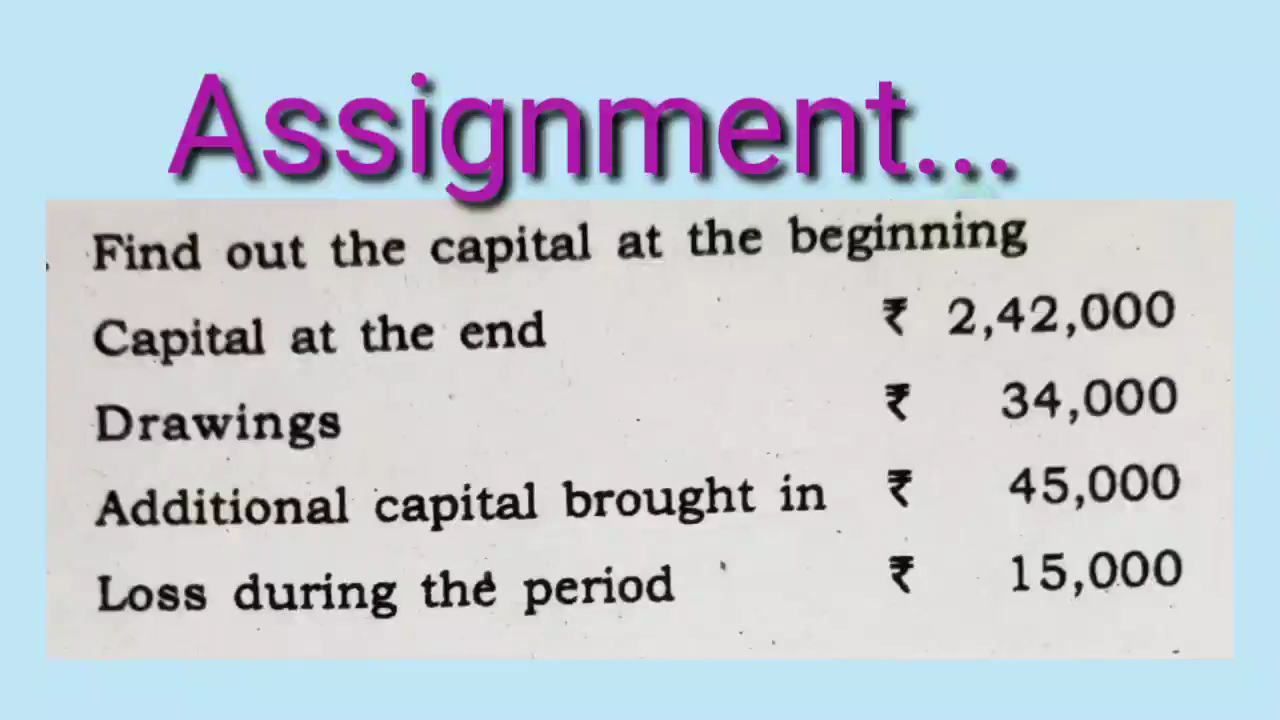 Assignment...
Find out the capital at the beginning
Capital at the end ₹ 2,42,000
Drawings ₹ 34,000
Additional capital brought in ₹ 45,000
Loss during the period ₹ 15,000